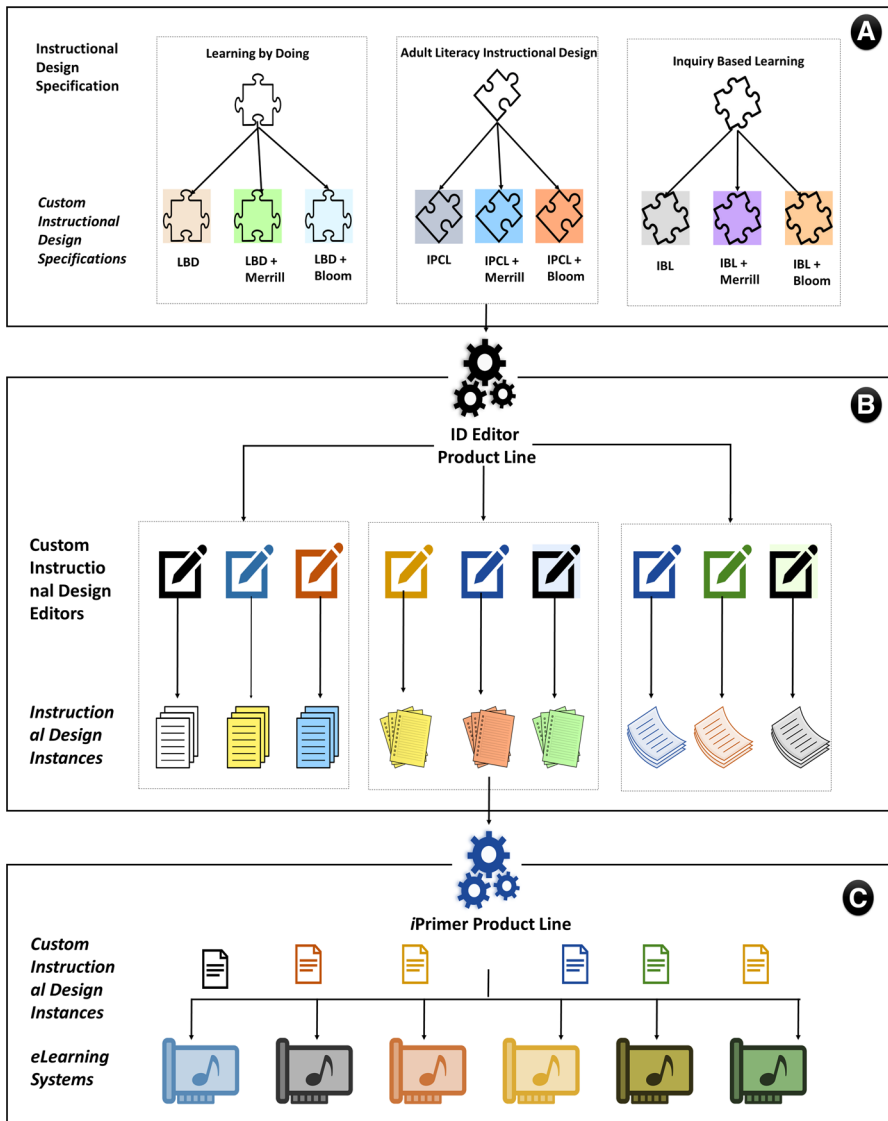 A
Instructional
Design
Specification
Learning by Doing
Adult Literacy Instructional Design
Inquiry Based Learning
Custom
Instructional
Design
Specifications
LBD
LBD +
Merrill
LBD +
Bloom
IPCL
IPCL +
Merrill
IPCL +
Bloom
IBL
IBL +
Merrill
IBL +
Bloom
B
ID Editor
Product Line
Custom
Instructio
nal Design
Editors
Instruction
al Design
Instances
C
iPrimer Product Line
Custom
Instruction
al Design
Instances
eLearning
Systems